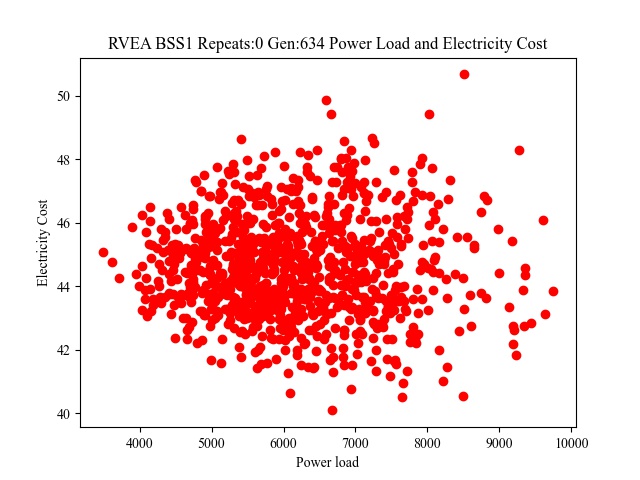 RVEA BSS1 Repeats:0 Gen:634 Power Load and Electricity Cost
Electricity Cost
50
48
46
44
42
40
4000 5000 6000 7000 8000 9000 10000
Power load